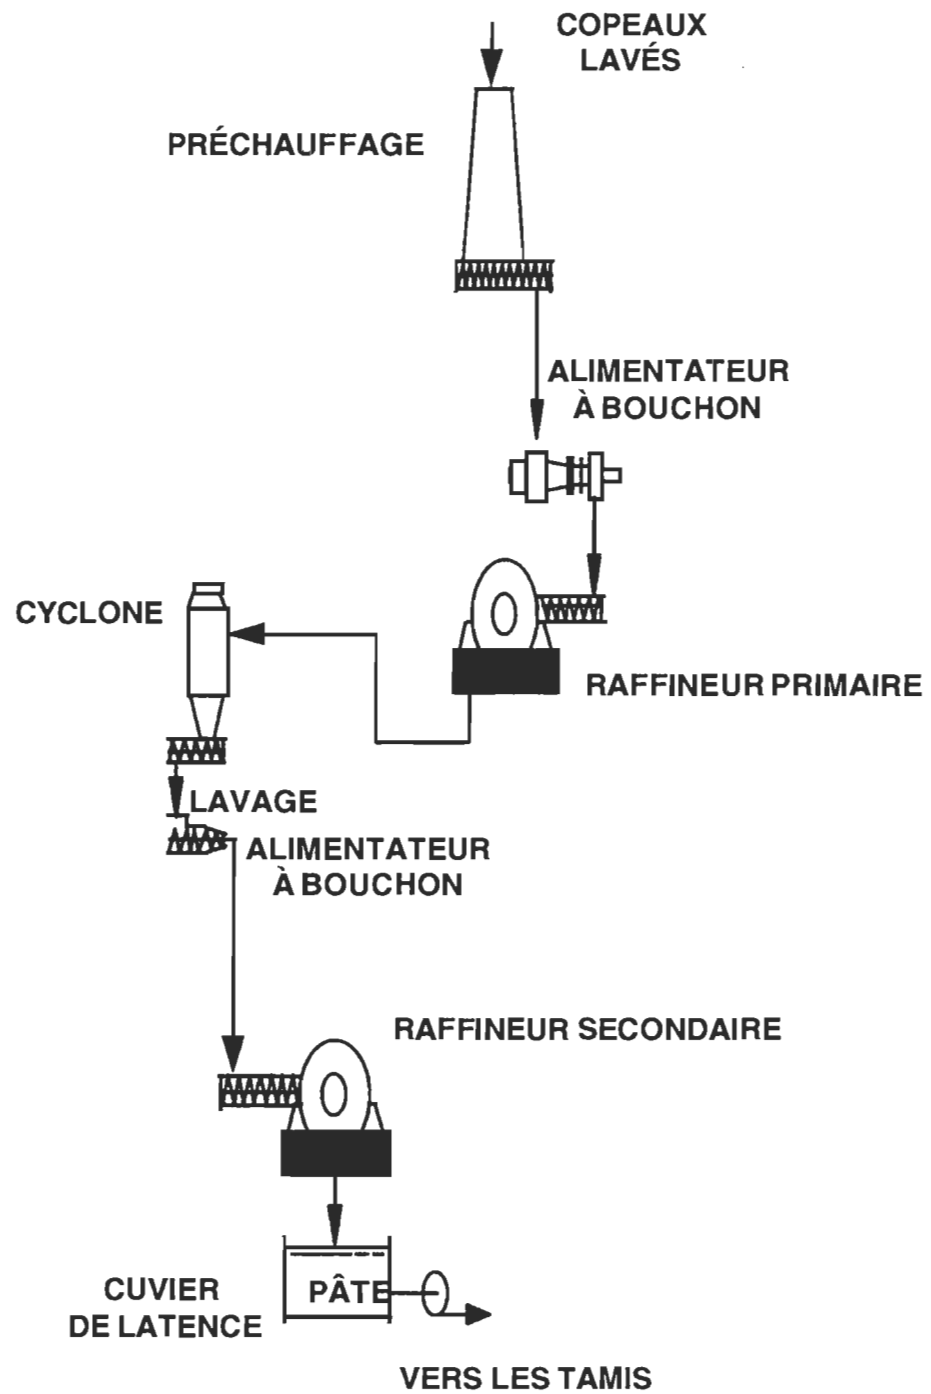 COPEAUX
LAVÉS
PRÉCHAUFFAGE
ALIMENTATEUR
À BOUCHON
CYCLONE
RAFFINEUR PRIMAIRE
LAVAGE
ALIMENTATEUR
À BOUCHON
RAFFINEUR SECONDAIRE
PÂTE
CUVIER
DE LATENCE
VERS LES TAMIS